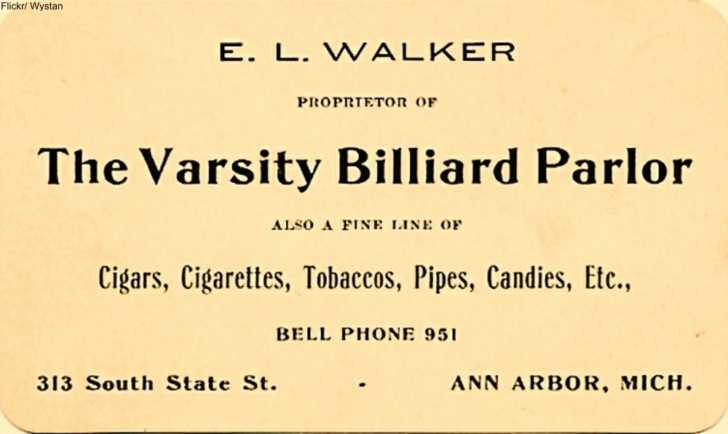 Flickr/ Wystan
E. L. WALKER
PROPRIETOR OF
The Varsity Billiard Parlor
ALSO A FINE LINE OF
Cigars, Cigarettes, Tobaccos, Pipes, Candies, Etc.,
BELL PHONE 951
313 South State St. - ANN ARBOR, MICH.